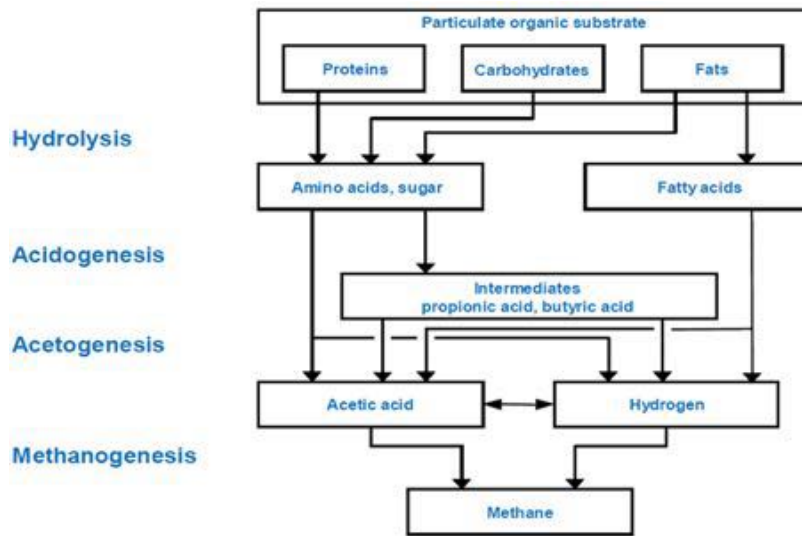 Particulate organic substrate
Proteins
Carbohydrates
Fats
Hydrolysis
Amino acids, sugar
Fatty acids
Acidogenesis
Intermediates
propionic acid, butyric acid
Acetogenesis
Acetic acid
Hydrogen
Methanogenesis
Methane